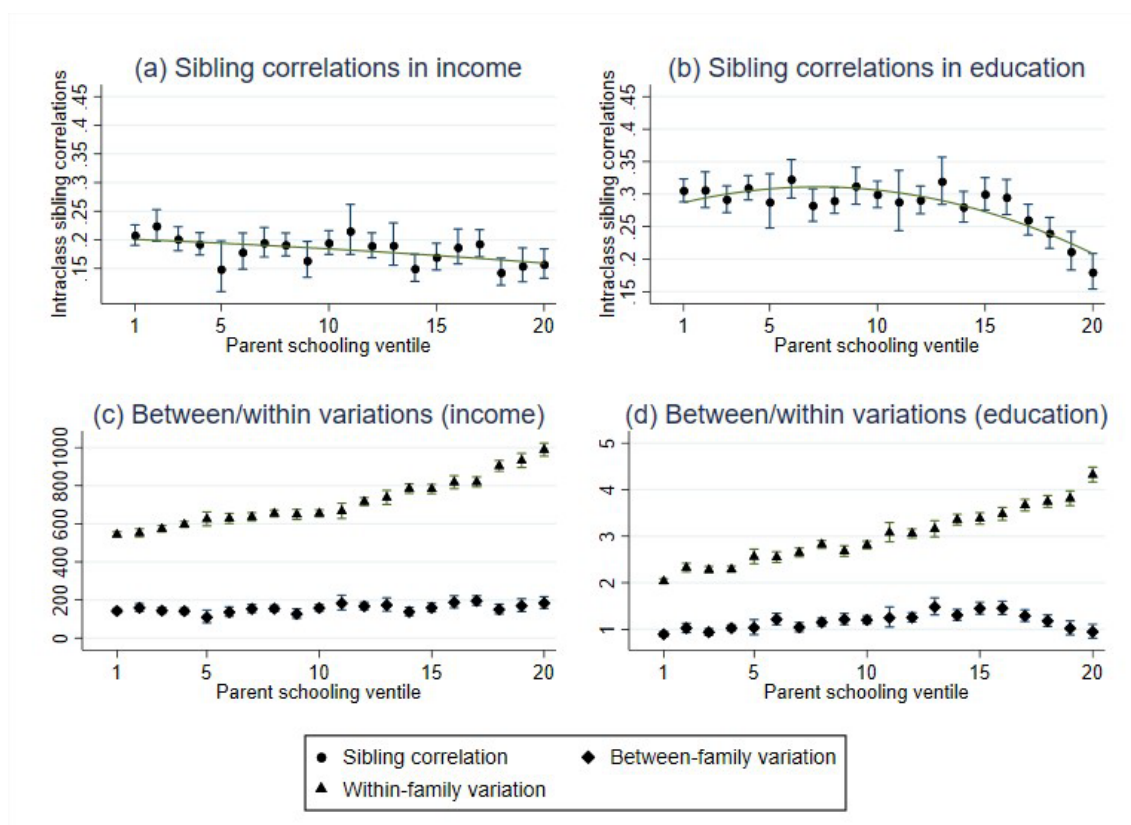 (a) Sibling correlations in income
Intraclass sibling correlations
.45
.4
.35
.3
.25
.2
.15
1 5 10 15 20
Parent schooling ventile
(b) Sibling correlations in education
Intraclass sibling correlations
.45
.4
.35
.3
.25
.2
.15
1 5 10 15 20
Parent schooling ventile
(c) Between/within variations (income)
1000
800
600
400
200
0
1 5 10 15 20
Parent schooling ventile
(d) Between/within variations (education)
5
4
3
2
1
1 5 10 15 20
Parent schooling ventile
Sibling correlation
Between-family variation
Within-family variation